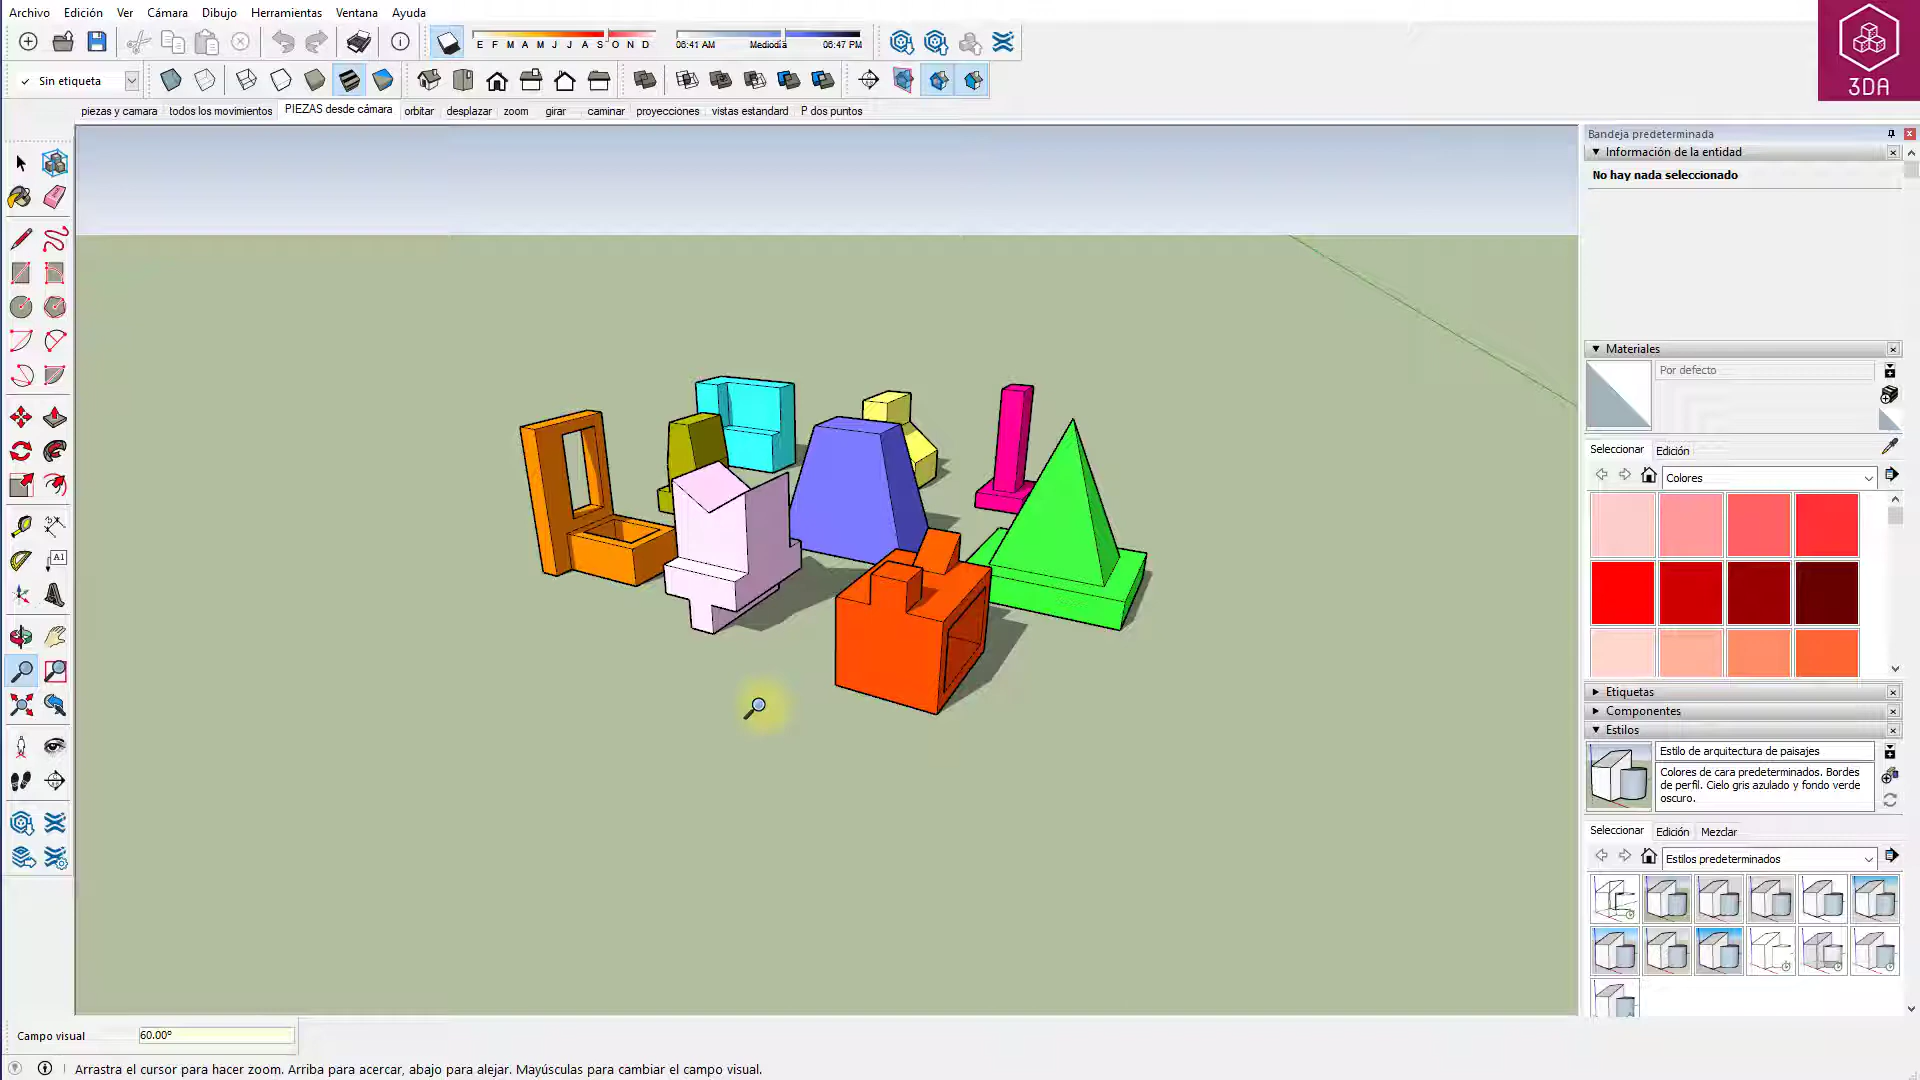 Archivo Edición Ver Cámara Dibujo Herramientas Ventana Ayuda
E F M A M J J A S O N D
06:41 AM Mediodía 06:47 PM
3DA
Sin etiqueta
piezas y camara todos los movimientos PIEZAS desde cámara orbitar desplazar zoom girar caminar proyecciones vistas estandard P dos puntos
Bandeja predeterminada
Información de la entidad
No hay nada seleccionado
Materiales
Por defecto
Seleccionar Edición
Colores
A1
Etiquetas
Componentes
Estilos
Estilo de arquitectura de paisajes
Colores de cara predeterminados. Bordes
de perfil. Cielo gris azulado y fondo verde
oscuro.
Seleccionar Edición Mezclar
Estilos predeterminados
Campo visual 60.00º
Arrastra el cursor para hacer zoom. Arriba para acercar, abajo para alejar. Mayúsculas para cambiar el campo visual.